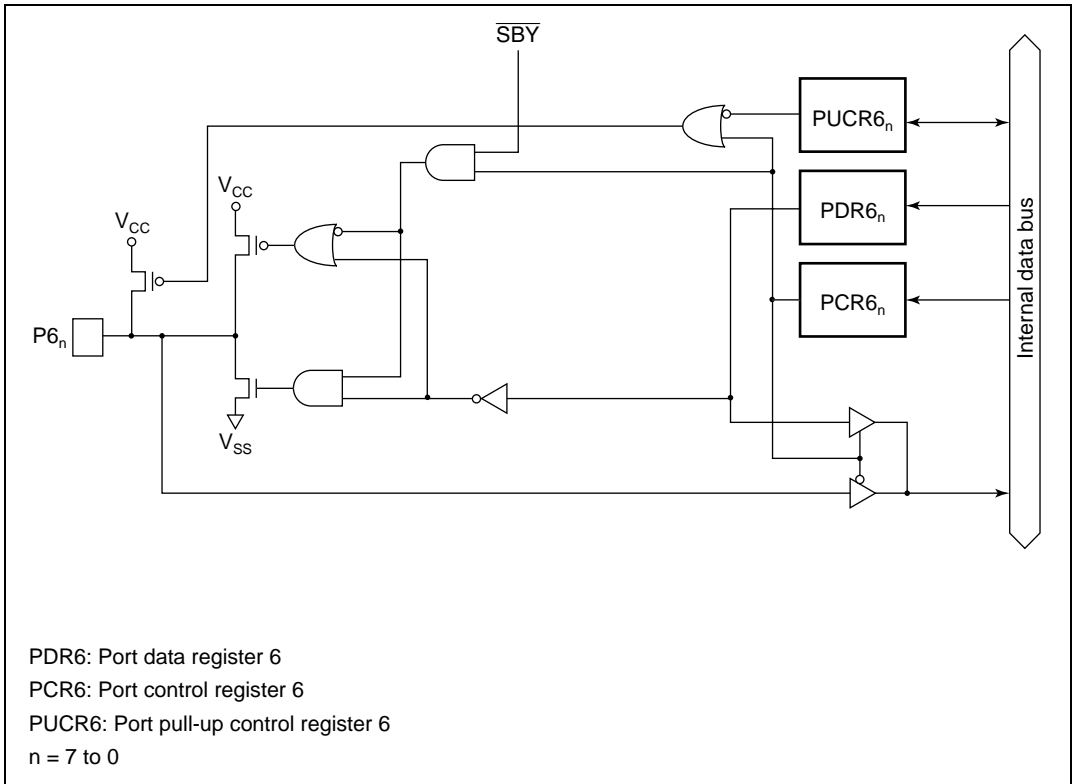 SBY
PUCR6n
VCC
PDR6n
VCC
PCR6n
Internal data bus
P6n
VSS
PDR6: Port data register 6
PCR6: Port control register 6
PUCR6: Port pull-up control register 6
n = 7 to 0